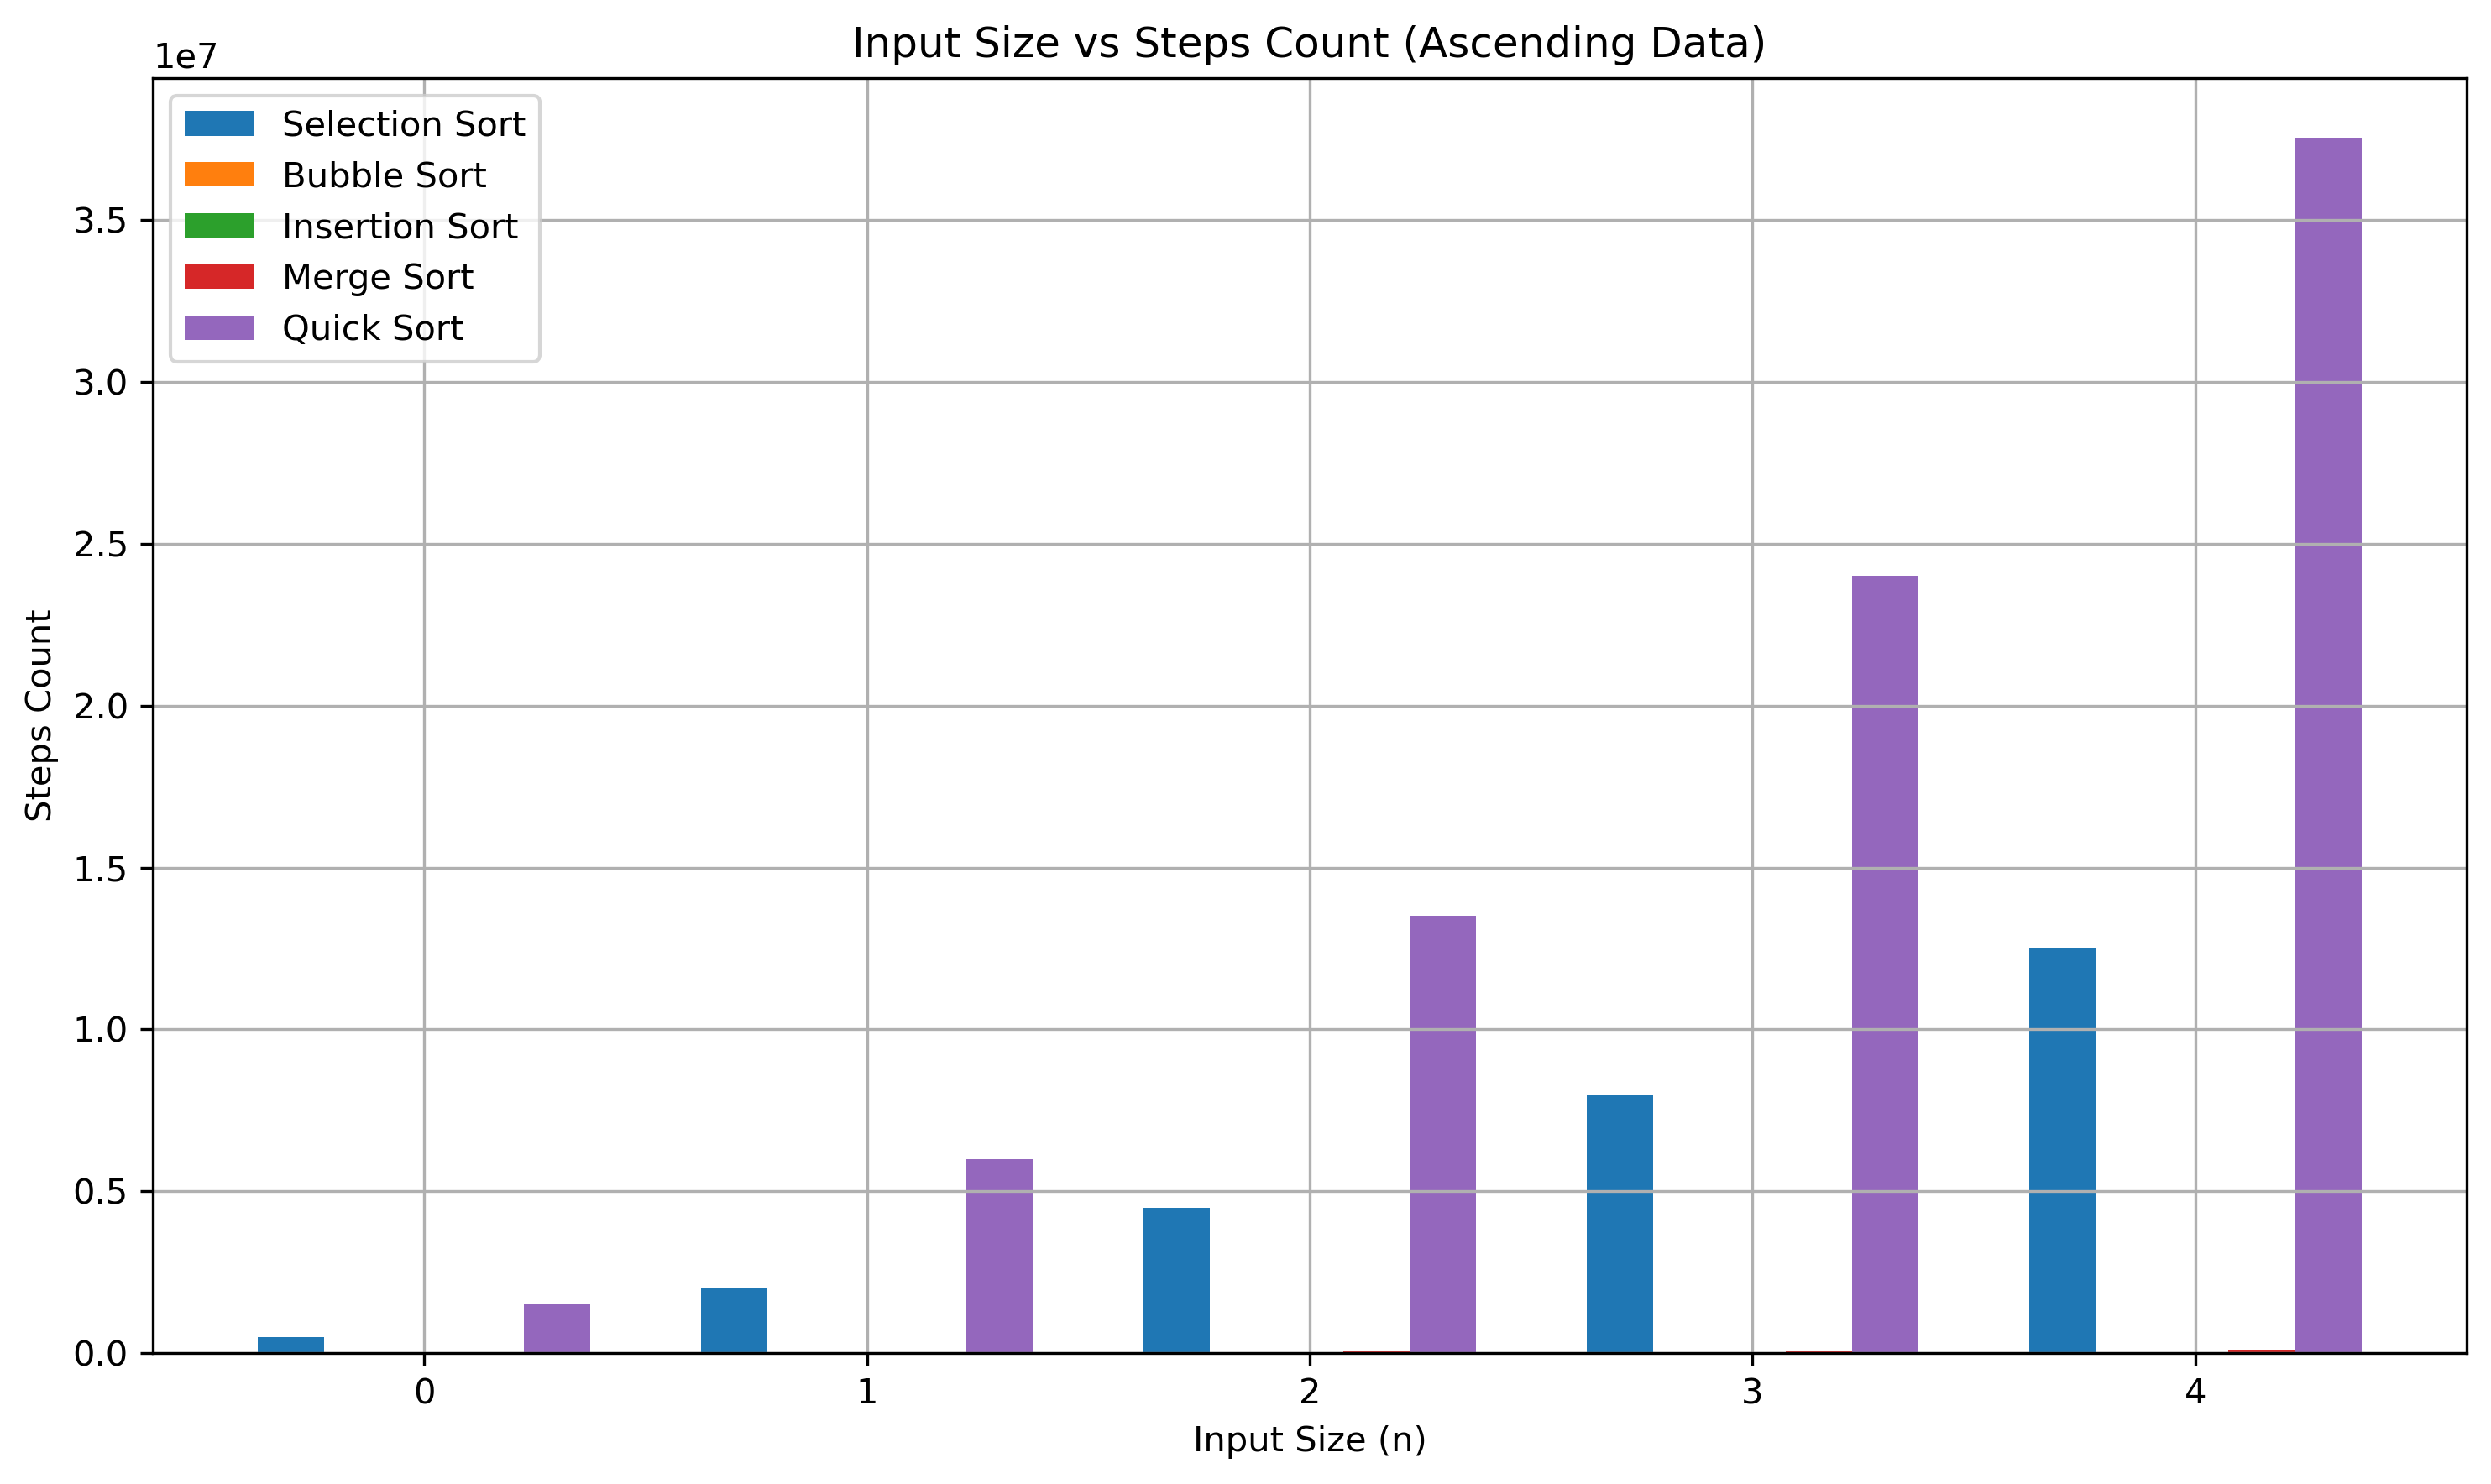 Input Size vs Steps Count (Ascending Data)
1e7
Selection Sort
Bubble Sort
Insertion Sort
Merge Sort
Quick Sort
3.5
3.0
2.5
2.0
1.5
1.0
0.5
0.0
Steps Count
0 1 2 3 4
Input Size (n)